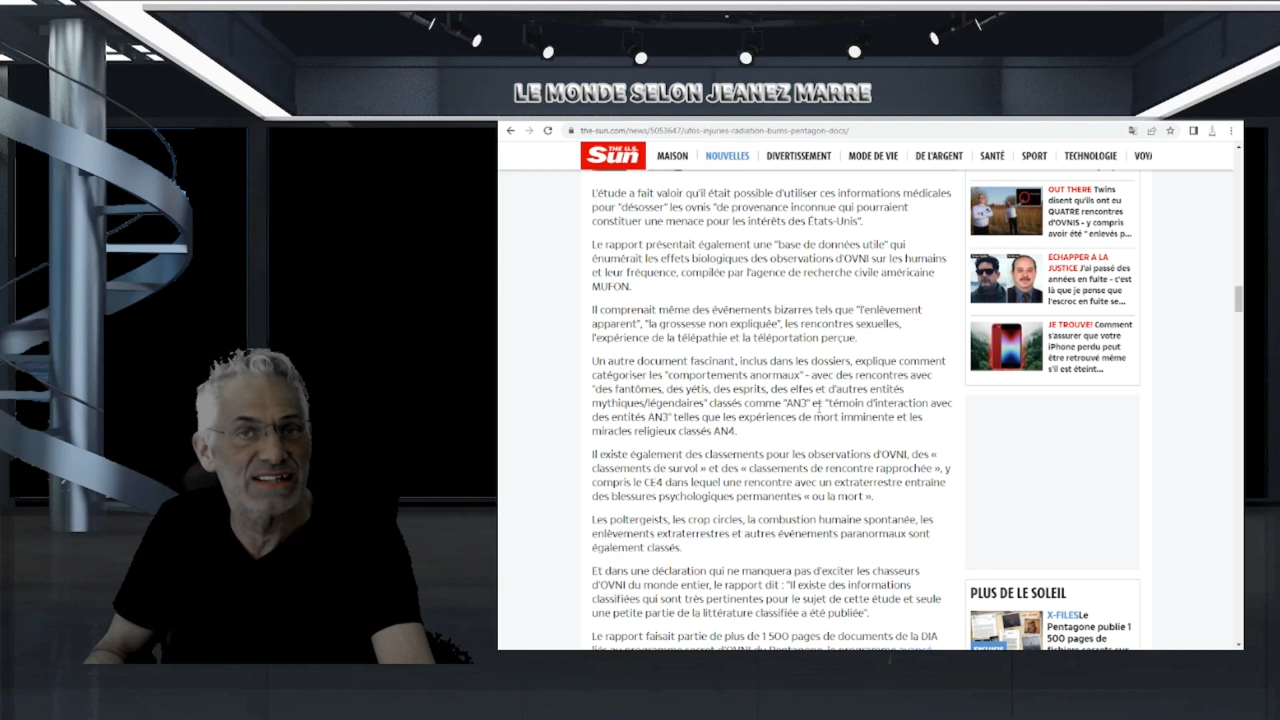 LE MONDE SELON JEANEZ MARRE
the-sun.com/news/5053647/ufos-injuries-radiation-burns-pentagon-docs/
THE U.S. Sun
MAISON
NOUVELLES
DIVERTISSEMENT
MODE DE VIE
DE L'ARGENT
SANTÉ
SPORT
TECHNOLOGIE
L'étude a fait valoir qu'il était possible d'utiliser ces informations médicales
pour "désosser" les ovnis "de provenance inconnue qui pourraient
constituer une menace pour les intérêts des États-Unis".
Le rapport présentait également une "base de données utile" qui
énumérait les effets biologiques des observations d'OVNI sur les humains
et leur fréquence, compilée par l'agence de recherche civile américaine
MUFON.
Il comprenait même des événements bizarres tels que "l'enlèvement
apparent", "la grossesse non expliquée", les rencontres sexuelles,
l'expérience de la télépathie et la téléportation perçue.
Un autre document fascinant, inclus dans les dossiers, explique comment
catégoriser les "comportements anormaux" - avec des rencontres avec
"des fantômes, des yétis, des esprits, des elfes et d'autres entités
mythiques/légendaires" classés comme "AN3" et "témoin d'interaction avec
des entités AN3" telles que les expériences de mort imminente et les
miracles religieux classés AN4.
Il existe également des classements pour les observations d'OVNI, des «
classements de survol » et des « classements de rencontre rapprochée », y
compris le CE4 dans lequel une rencontre avec un extraterrestre entraîne
des blessures psychologiques permanentes « ou la mort ».
Les poltergeists, les crop circles, la combustion humaine spontanée, les
enlèvements extraterrestres et autres événements paranormaux sont
également classés.
Et dans une déclaration qui ne manquera pas d'exciter les chasseurs
d'OVNI du monde entier, le rapport dit : "Il existe des informations
classifiées qui sont très pertinentes pour le sujet de cette étude et seule
une petite partie de la littérature classifiée a été publiée".
Le rapport faisait partie de plus de 1 500 pages de documents de la DIA
OUT THERE Twins
disent qu'ils ont eu
QUATRE rencontres
d'OVNIS - y compris
avoir été " enlevés p...
ECHAPPER À LA
JUSTICE J'ai passé des
années en fuite - c'est
là que je pense que
l'escroc en fuite se...
JE TROUVE! Comment
s'assurer que votre
iPhone perdu peut
être retrouvé même
s'il est éteint...
PLUS DE LE SOLEIL
X-FILESLe
Pentagone publie 1
500 pages de